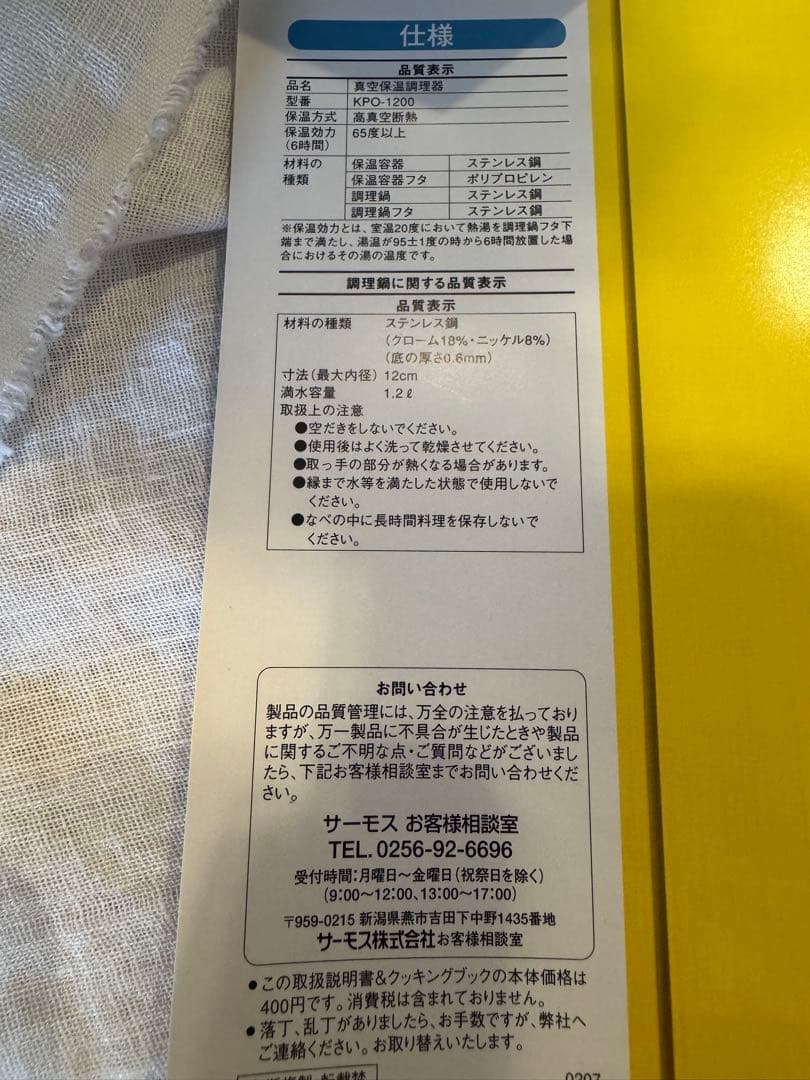 仕様
品質表示
品名 真空保温調理器
型番 KPO-1200
保温方式 高真空断熱
保温効力 65度以上
(6時間)
材料の 保温容器 ステンレス鋼
種類 保温容器フタ ポリプロピレン
調理鍋 ステンレス鋼
調理鍋フタ ステンレス鋼
※保温効力とは、室温20度において熱湯を調理鍋フタ下
端まで満たし、湯温が95±1度の時から6時間放置した場
合におけるその湯の温度です。
調理鍋に関する品質表示
品質表示
材料の種類 ステンレス鋼
(クローム18%・ニッケル8%)
(底の厚さ0.6mm)
寸法(最大内径) 12cm
満水容量 1.2ℓ
取扱上の注意
●空だきをしないでください。
●使用後はよく洗って乾燥させてください。
●取っ手の部分が熱くなる場合があります。
●縁まで水等を満たした状態で使用しないで
ください。
●なべの中に長時間料理を保存しないで
ください。
お問い合わせ
製品の品質管理には、万全の注意を払っており
ますが、万一製品に不具合が生じたときや製品
に関するご不明な点・ご質問などがございまし
たら、下記お客様相談室までお問い合わせくだ
さい。
サーモス お客様相談室
TEL.0256-92-6696
受付時間:月曜日〜金曜日(祝祭日を除く)
(9:00〜12:00、13:00〜17:00)
〒959-0215 新潟県燕市吉田下中野1435番地
サーモス株式会社お客様相談室
●この取扱説明書&クッキングブックの本体価格は
400円です。消費税は含まれておりません。
●落丁、乱丁がありましたら、お手数ですが、弊社へ
ご連絡ください。お取り替えいたします。